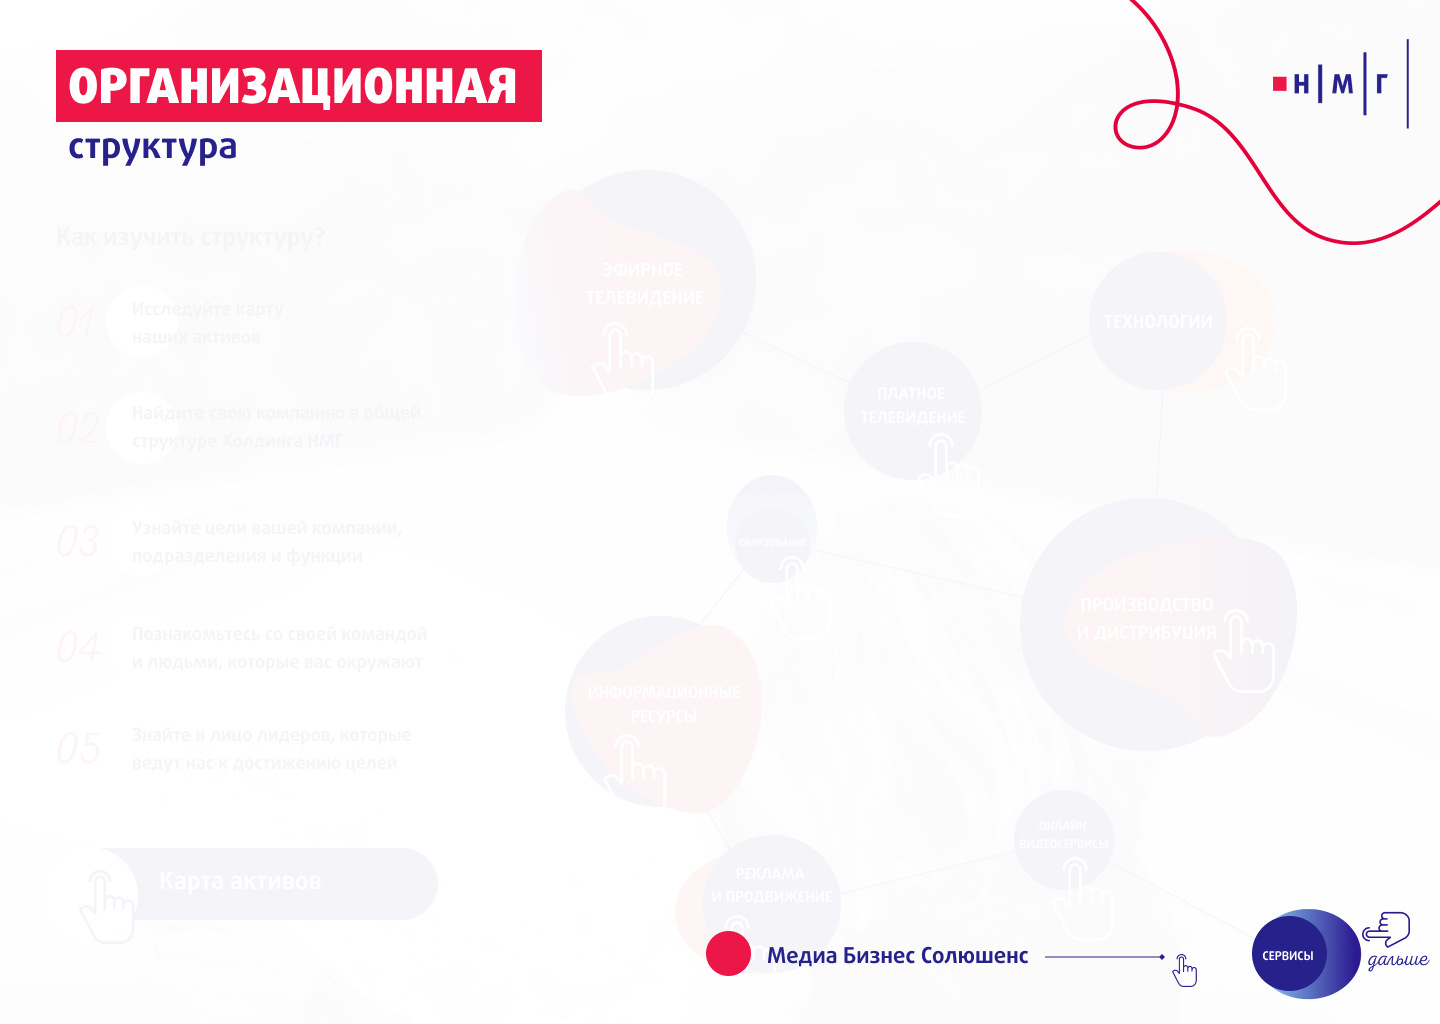 ОРГАНИЗАЦИОННАЯ
структура
Н М Г
Как изучить структуру?
01
Исследуйте карту
наших активов
02
Найдите свою компанию в общей
структуре Холдинга НМГ
03
Узнайте цели вашей компании,
подразделения и функции
04
Познакомьтесь со своей командой
и людьми, которые вас окружают
05
Знайте в лицо лидеров, которые
ведут нас к достижению целей
Карта активов
ЭФИРНОЕ
ТЕЛЕВИДЕНИЕ
ТЕХНОЛОГИИ
ПЛАТНОЕ
ТЕЛЕВИДЕНИЕ
ОБРАЗОВАНИЕ
ПРОИЗВОДСТВО
И ДИСТРИБУЦИЯ
ИНФОРМАЦИОННЫЕ
РЕСУРСЫ
ОНЛАЙН
ВИДЕОСЕРВИСЫ
РЕКЛАМА
И ПРОДВИЖЕНИЕ
Медиа Бизнес Солюшенс
СЕРВИСЫ
дальше